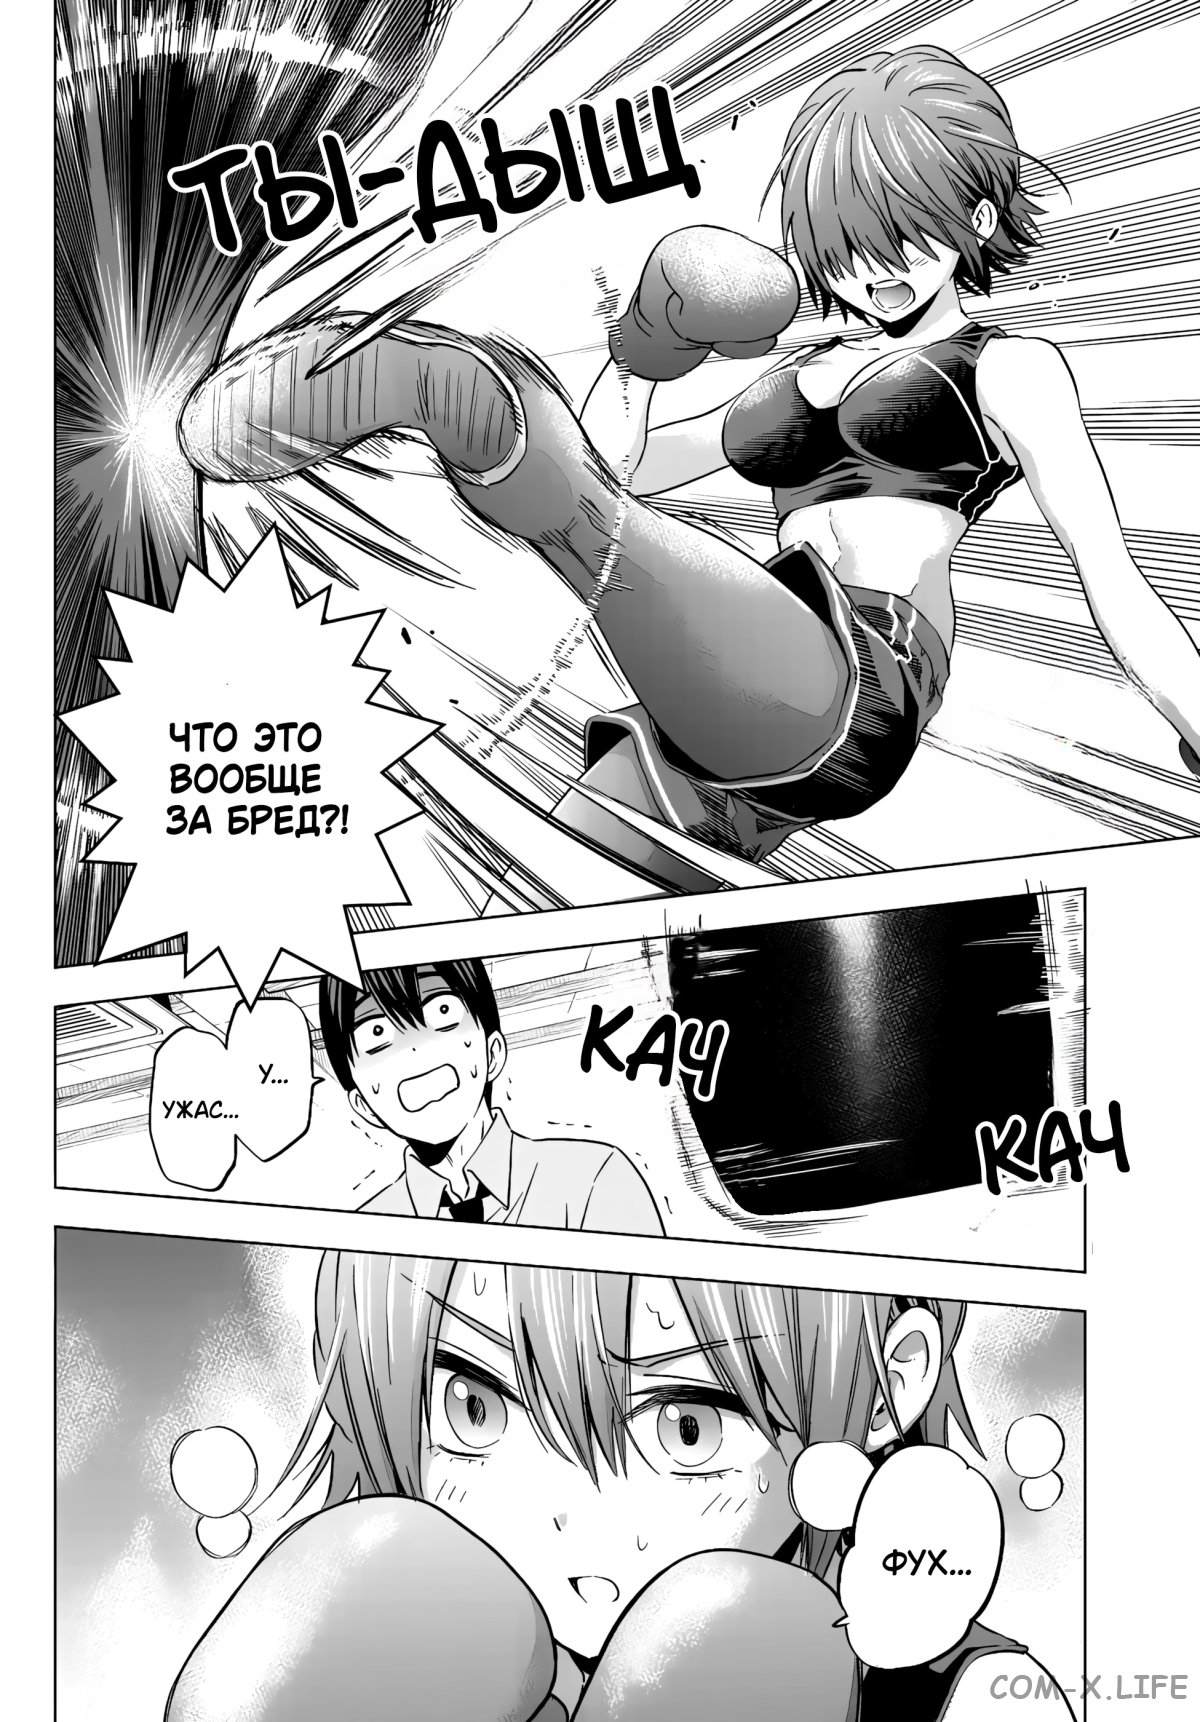 ТЫ-ДЫЩ
ЧТО ЭТО
ВООБЩЕ
ЗА БРЕД?!
У...
УЖАС...
КАЧ
КАЧ
ФУХ...
COM-X.LIFE